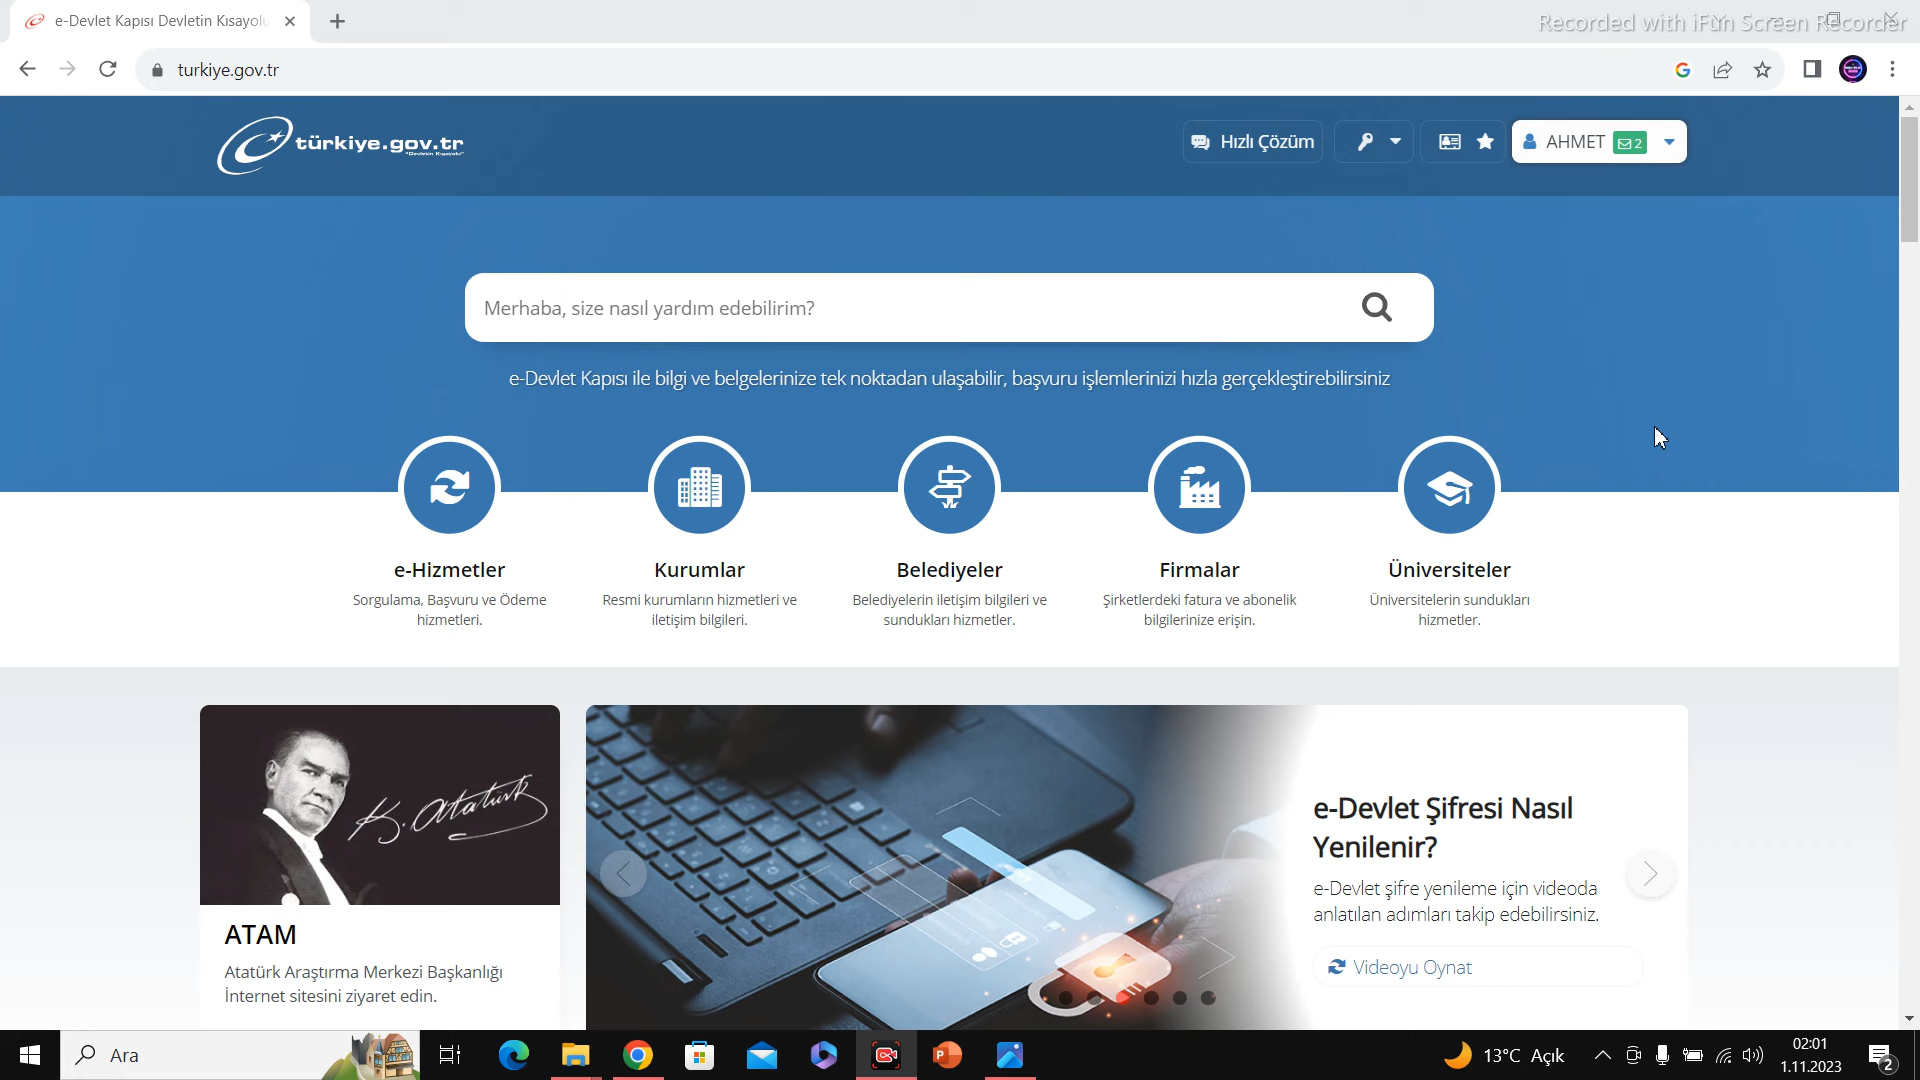 e-Devlet Kapısı Devletin Kısayolu
Recorded with iFun Screen Recorder
turkiye.gov.tr
türkiye.gov.tr
"Devletin Kısayolu"
Hızlı Çözüm
AHMET 2
Merhaba, size nasıl yardım edebilirim?
e-Devlet Kapısı ile bilgi ve belgelerinize tek noktadan ulaşabilir, başvuru işlemlerinizi hızla gerçekleştirebilirsiniz
e-Hizmetler
Sorgulama, Başvuru ve Ödeme
hizmetleri.
Kurumlar
Resmi kurumların hizmetleri ve
iletişim bilgileri.
Belediyeler
Belediyelerin iletişim bilgileri ve
sundukları hizmetler.
Firmalar
Şirketlerdeki fatura ve abonelik
bilgilerinize erişin.
Üniversiteler
Üniversitelerin sundukları
hizmetler.
K. Atatürk
ATAM
Atatürk Araştırma Merkezi Başkanlığı
İnternet sitesini ziyaret edin.
e-Devlet Şifresi Nasıl
Yenilenir?
e-Devlet şifre yenileme için videoda
anlatılan adımları takip edebilirsiniz.
Videoyu Oynat
Ara
13°C Açık
02:01
1.11.2023
2